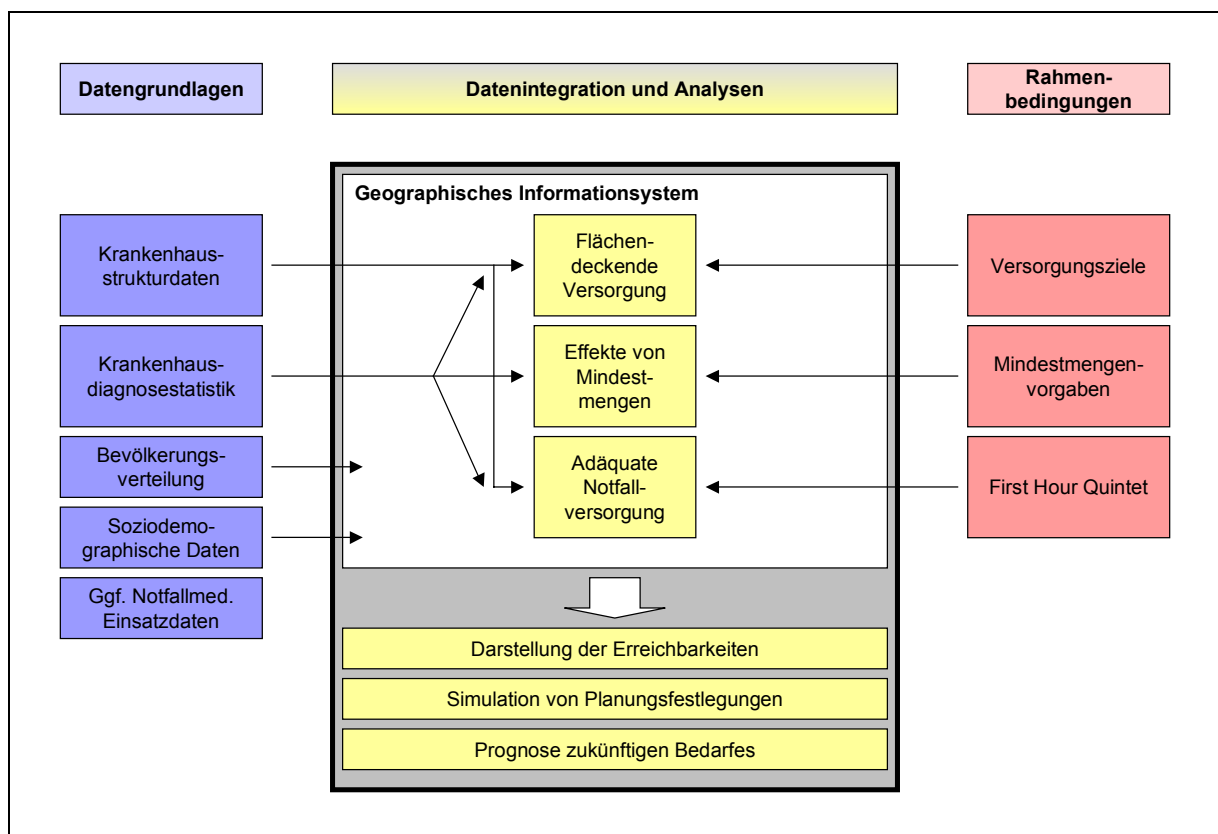 Datengrundlagen
Datenintegration und Analysen
Rahmen-
bedingungen
Geographisches Informationsystem
Krankenhaus-
strukturdaten
Flächen-
deckende
Versorgung
Versorgungsziele
Krankenhaus-
diagnosestatistik
Effekte von
Mindest-
mengen
Mindestmengen-
vorgaben
Bevölkerungs-
verteilung
Adäquate
Notfall-
versorgung
First Hour Quintet
Soziodemo-
graphische Daten
Ggf. Notfallmed.
Einsatzdaten
Darstellung der Erreichbarkeiten
Simulation von Planungsfestlegungen
Prognose zukünftigen Bedarfes